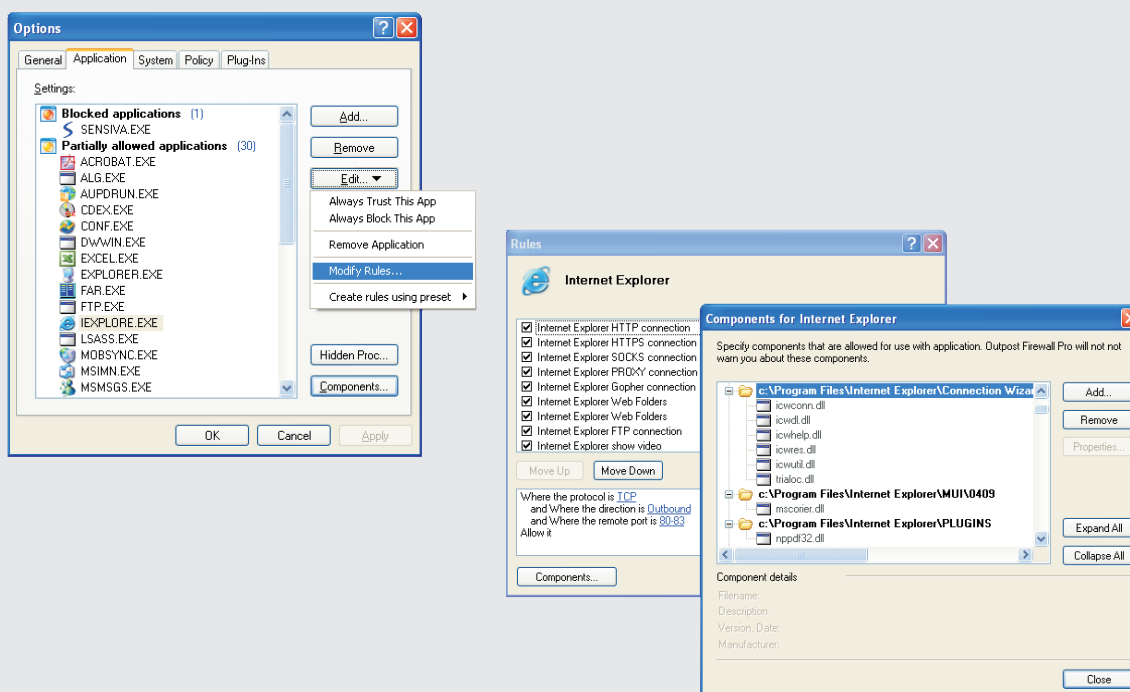 Options
General Application System Policy Plug-Ins
Settings:
Blocked applications (1)
SENSIVA.EXE
Partially allowed applications (30)
ACROBAT.EXE
ALG.EXE
AUPDRUN.EXE
CDEX.EXE
CONF.EXE
DWWIN.EXE
EXCEL.EXE
EXPLORER.EXE
FAR.EXE
FTP.EXE
IEXPLORE.EXE
LSASS.EXE
MOBSYNC.EXE
MSIMN.EXE
MSMSGS.EXE
Add...
Remove
Edit...
Always Trust This App
Always Block This App
Remove Application
Modify Rules...
Create rules using preset
Hidden Proc...
Components...
OK Cancel Apply
Rules
Internet Explorer
Internet Explorer HTTP connection
Internet Explorer HTTPS connection
Internet Explorer SOCKS connection
Internet Explorer PROXY connection
Internet Explorer Gopher connection
Internet Explorer Web Folders
Internet Explorer Web Folders
Internet Explorer FTP connection
Internet Explorer show video
Move Up Move Down
Where the protocol is TCP
and Where the direction is Outbound
and Where the remote port is 80-83
Allow it
Components...
Components for Internet Explorer
Specify components that are allowed for use with application. Outpost Firewall Pro will not not
warn you about these components.
c:\Program Files\Internet Explorer\Connection Wizar
icwconn.dll
icwdl.dll
icwhelp.dll
icwres.dll
icwutil.dll
trialoc.dll
c:\Program Files\Internet Explorer\MUI\0409
mscorier.dll
c:\Program Files\Internet Explorer\PLUGINS
nppdf32.dll
Add...
Remove
Properties...
Expand All
Collapse All
Component details
Filename:
Description
Version, Date:
Manufacturer:
Close